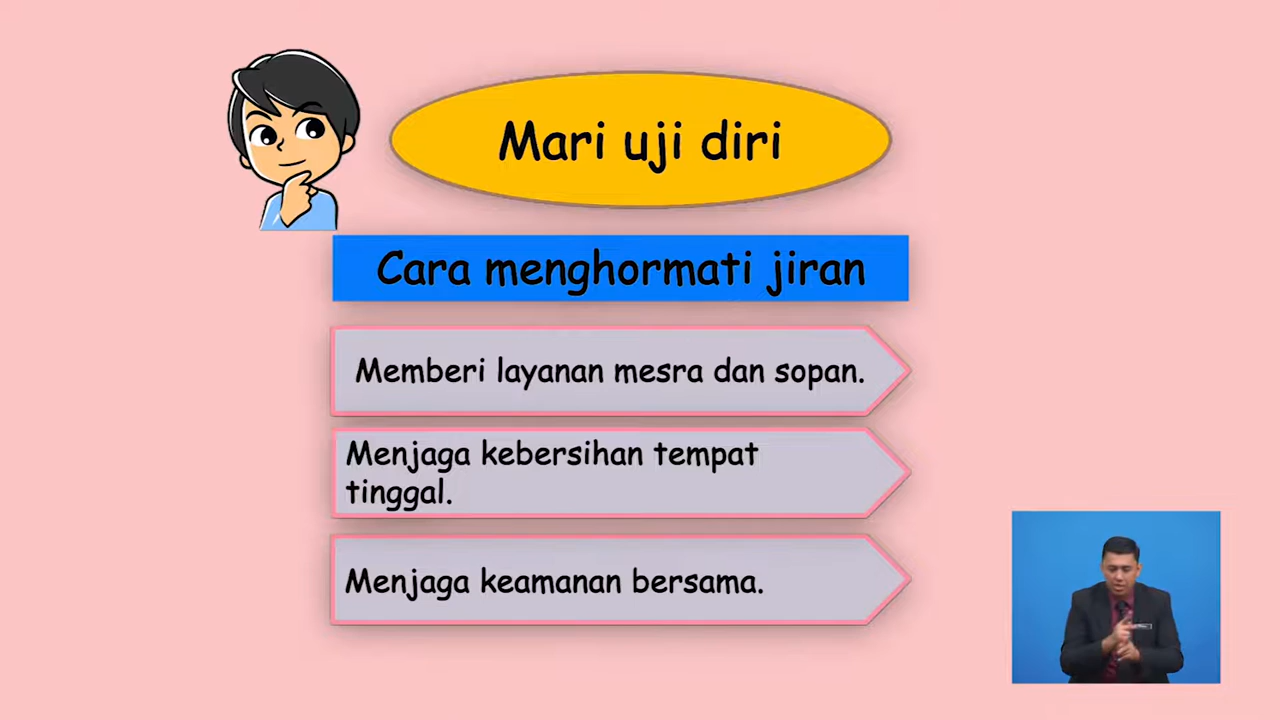 Mari uji diri
Cara menghormati jiran
Memberi layanan mesra dan sopan.
Menjaga kebersihan tempat
tinggal.
Menjaga keamanan bersama.